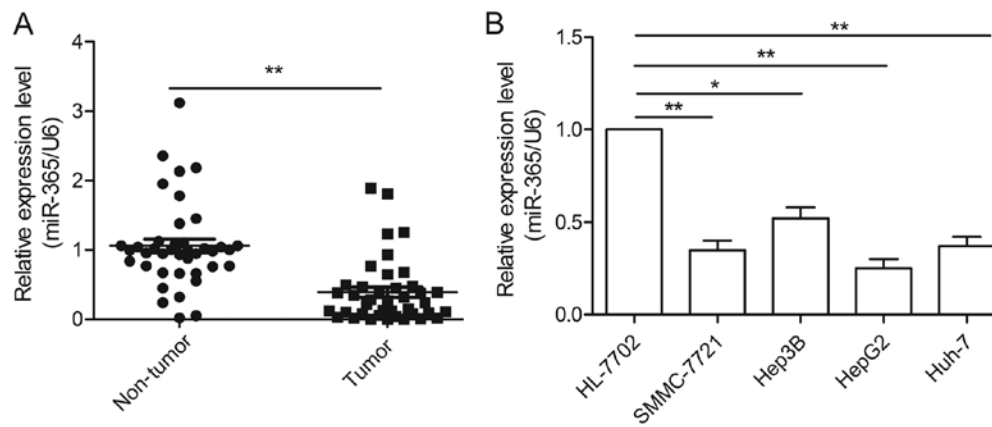 A
Relative expression level
(miR-365/U6)
4
3
2
1
0
**
Non-tumor
Tumor
B
Relative expression level
(miR-365/U6)
1.5
1.0
0.5
0.0
**
**
*
**
HL-7702
SMMC-7721
Hep3B
HepG2
Huh-7